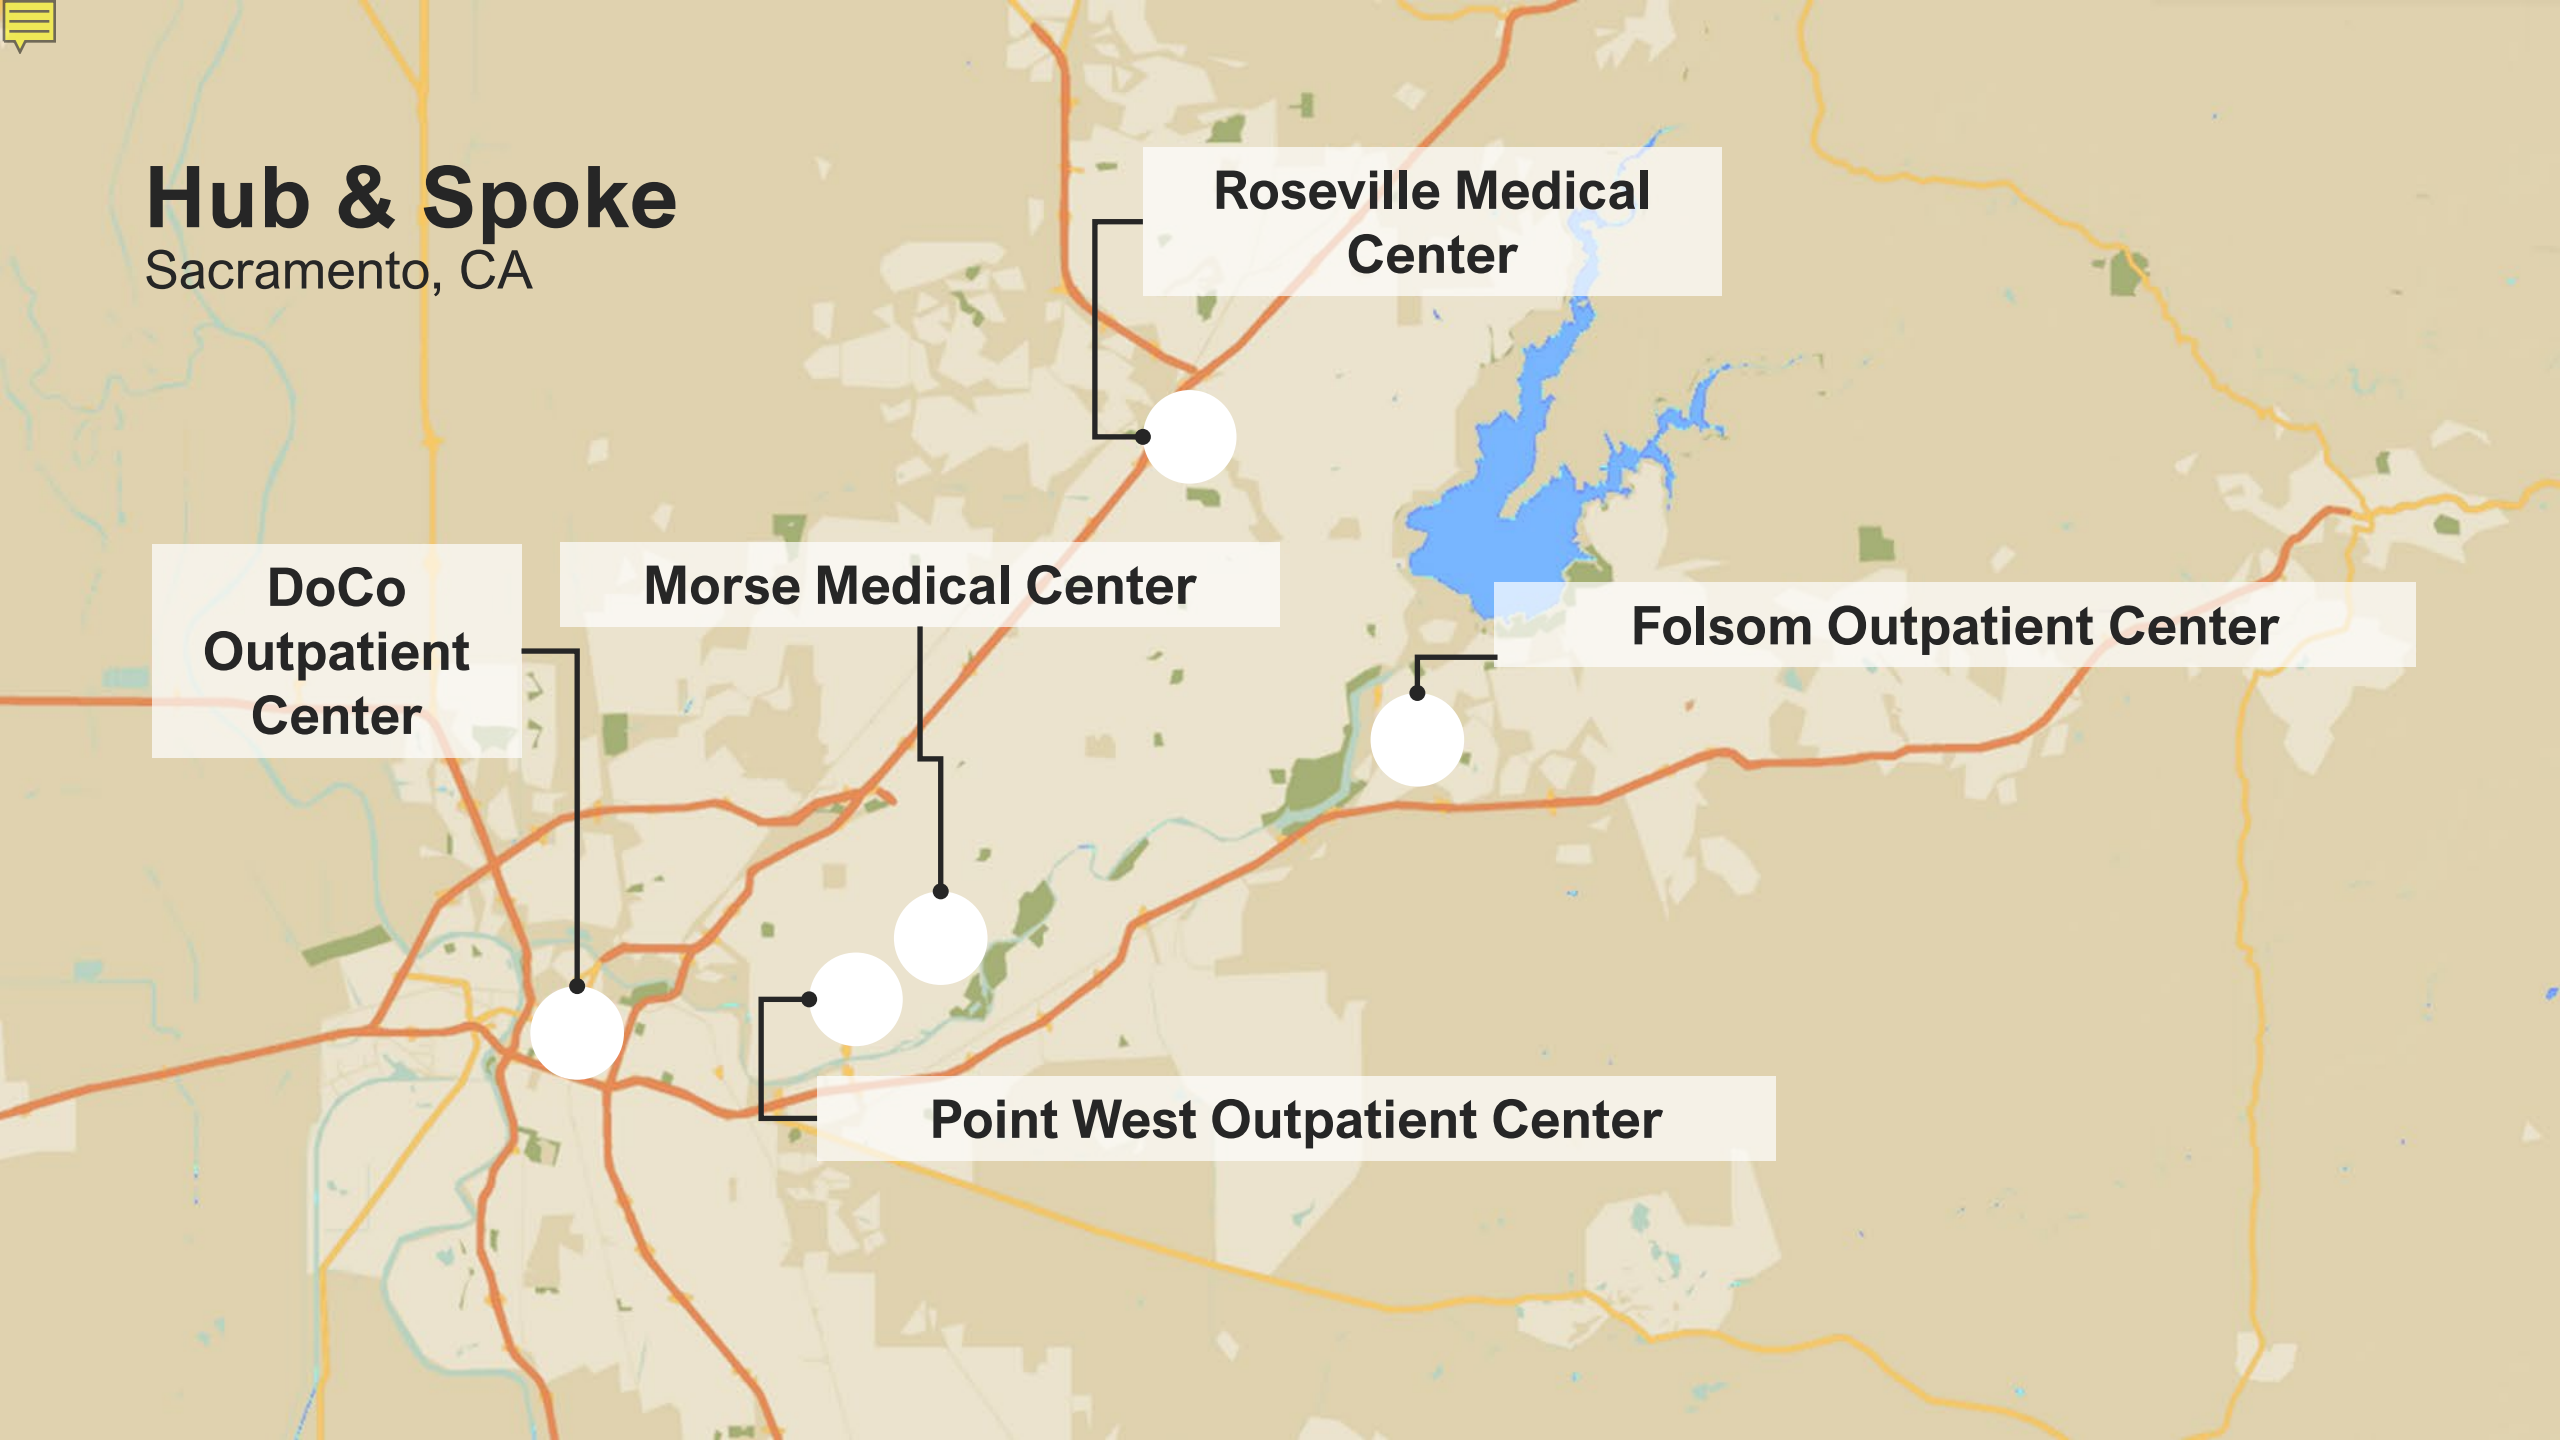 Hub & Spoke
Sacramento, CA
Roseville Medical
Center
DoCo
Outpatient
Center
Morse Medical Center
Folsom Outpatient Center
Point West Outpatient Center